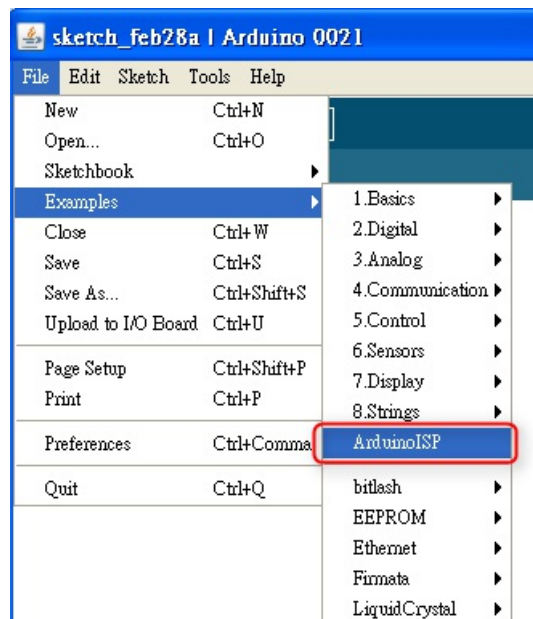 sketch_feb28a | Arduino 0021
File Edit Sketch Tools Help
New Ctrl+N
Open... Ctrl+O
Sketchbook
Examples
Close Ctrl+W
Save Ctrl+S
Save As... Ctrl+Shift+S
Upload to I/O Board Ctrl+U
Page Setup Ctrl+Shift+P
Print Ctrl+P
Preferences Ctrl+Comma
Quit Ctrl+Q
1.Basics
2.Digital
3.Analog
4.Communication
5.Control
6.Sensors
7.Display
8.Strings
ArduinoISP
bitlash
EEPROM
Ethernet
Firmata
LiquidCrystal